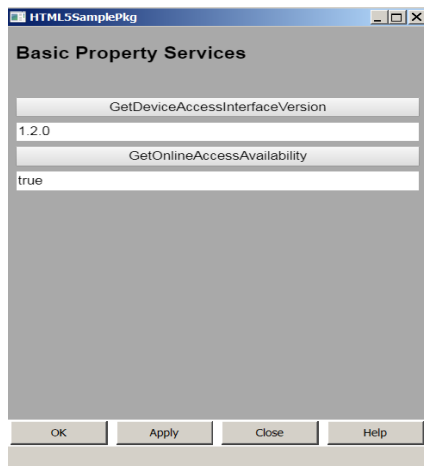 HTML5SamplePkg
Basic Property Services
GetDeviceAccessInterfaceVersion
1.2.0
GetOnlineAccessAvailability
true
OK Apply Close Help